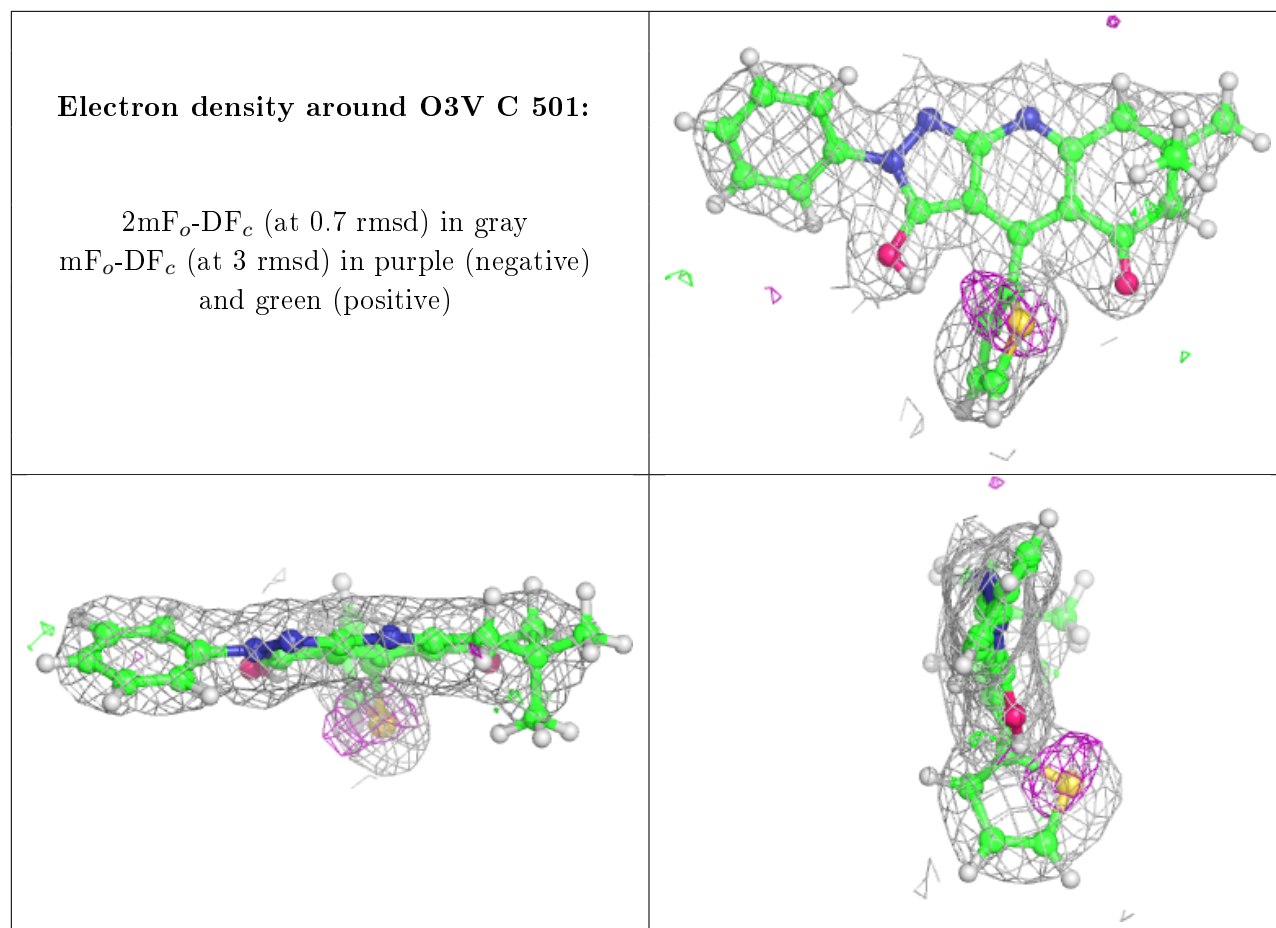 Electron density around O3V C 501:
2mFo-DFc (at 0.7 rmsd) in gray
mFo-DFc (at 3 rmsd) in purple (negative)
and green (positive)